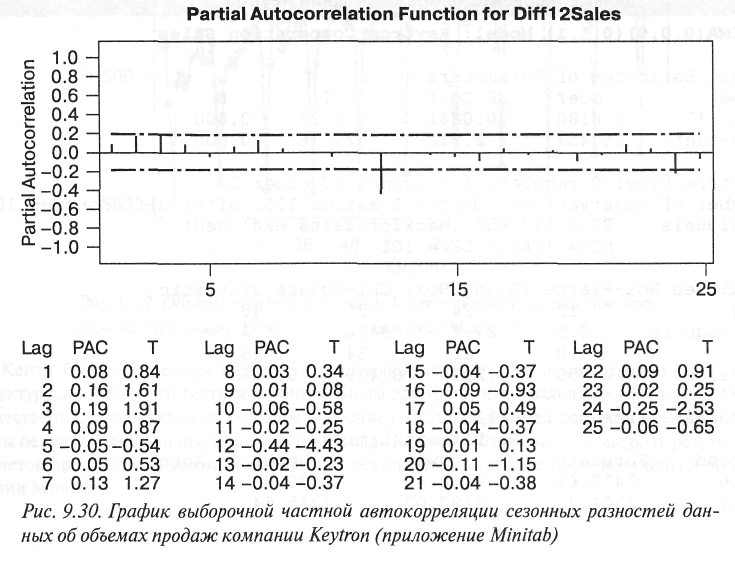 Partial Autocorrelation Function for Diff12Sales
Partial Autocorrelation
1.0
0.8
0.6
0.4
0.2
0.0
−0.2
−0.4
−0.6
−0.8
−1.0
5 15 25
Lag PAC T Lag PAC T Lag PAC T Lag PAC T
1 0.08 0.84 8 0.03 0.34 15 −0.04 −0.37 22 0.09 0.91
2 0.16 1.61 9 0.01 0.08 16 −0.09 −0.93 23 0.02 0.25
3 0.19 1.91 10 −0.06 −0.58 17 0.05 0.49 24 −0.25 −2.53
4 0.09 0.87 11 −0.02 −0.25 18 −0.04 −0.37 25 −0.06 −0.65
5 −0.05 −0.54 12 −0.44 −4.43 19 0.01 0.13
6 0.05 0.53 13 −0.02 −0.23 20 −0.11 −1.15
7 0.13 1.27 14 −0.04 −0.37 21 −0.04 −0.38
Рис. 9.30. График выборочной частной автокорреляции сезонных разностей дан-
ных об объемах продаж компании Keytron (приложение Minitab)